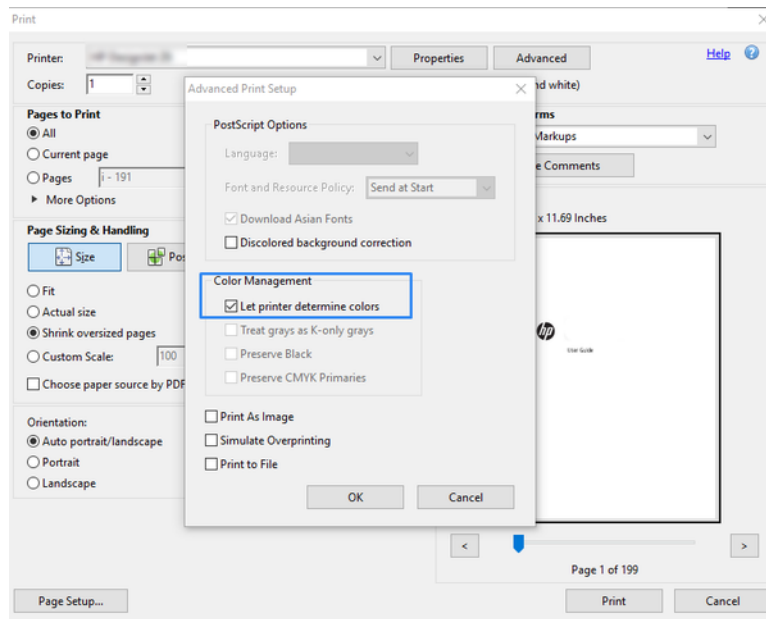 Print
Printer:
Properties
Advanced
Help
Copies:
1
nd white)
Advanced Print Setup
Pages to Print
All
Current page
Pages
i - 191
More Options
rms
Markups
e Comments
PostScript Options
Language:
Font and Resource Policy:
Send at Start
Download Asian Fonts
Discolored background correction
x 11.69 Inches
Page Sizing & Handling
Size
Pos
Fit
Actual size
Shrink oversized pages
Custom Scale:
100
Choose paper source by PDF
Color Management
Let printer determine colors
Treat grays as K-only grays
Preserve Black
Preserve CMYK Primaries
hp
User Guide
Orientation:
Auto portrait/landscape
Portrait
Landscape
Print As Image
Simulate Overprinting
Print to File
OK
Cancel
<
>
Page 1 of 199
Page Setup...
Print
Cancel